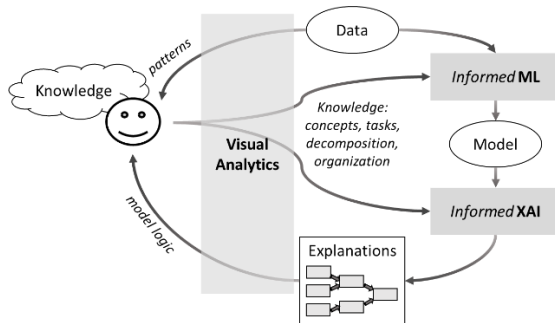 Data
patterns
Knowledge
Informed ML
Knowledge:
concepts, tasks,
decomposition,
organization
Visual
Analytics
Model
Informed XAI
model logic
Explanations